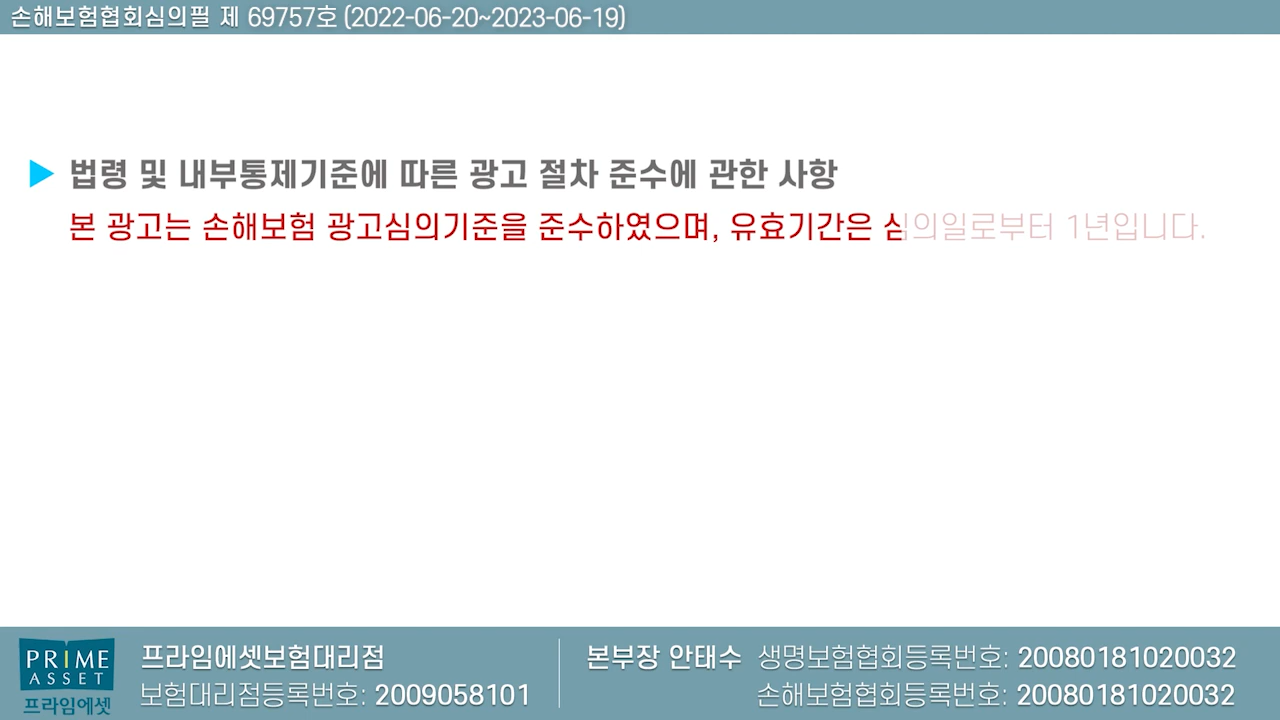 손해보험협회심의필 제 69757호 (2022-06-20~2023-06-19)
▶ 법령 및 내부통제기준에 따른 광고 절차 준수에 관한 사항
본 광고는 손해보험 광고심의기준을 준수하였으며, 유효기간은 심의일로부터 1년입니다.
PRIME
ASSET
프라임에셋
프라임에셋보험대리점
보험대리점등록번호: 2009058101
본부장 안태수 생명보험협회등록번호: 20080181020032
손해보험협회등록번호: 20080181020032